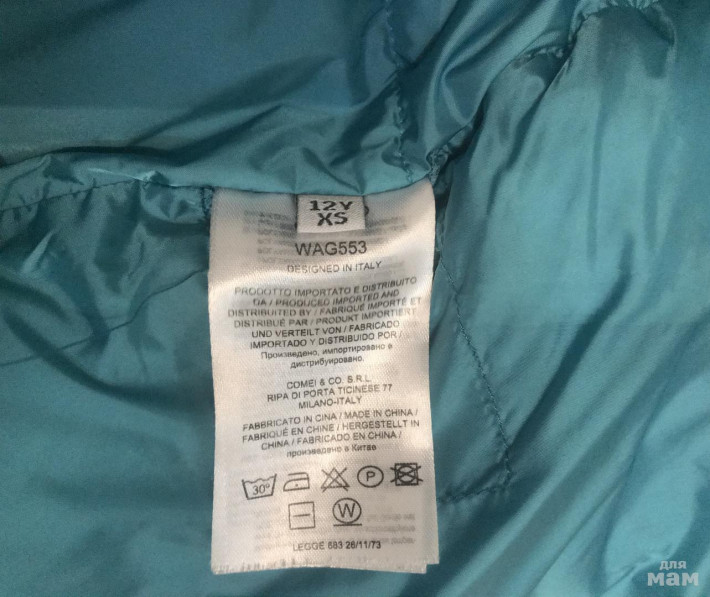 12Y
XS
WAG553
DESIGNED IN ITALY
PRODOTTO IMPORTATO E DISTRIBUITO
DA / PRODUCED IMPORTED AND
DISTRIBUTED BY / FABRIQUÉ IMPORTÉ ET
DISTRIBUÉ PAR / PRODUKT IMPORTIERT
UND VERTEILT VON / FABRICADO
IMPORTADO Y DISTRIBUIDO POR /
Произведено, импортировано и
дистрибуировано.
COMEI & CO. S.R.L.
RIPA DI PORTA TICINESE 77
MILANO-ITALY
FABBRICATO IN CINA / MADE IN CHINA /
FABRIQUÉ EN CHINE / HERGESTELLT IN
CHINA / FABRICADO EN CHINA /
произведено в Китае
30° P
W
LEGGE 883 26/11/73
для
мам